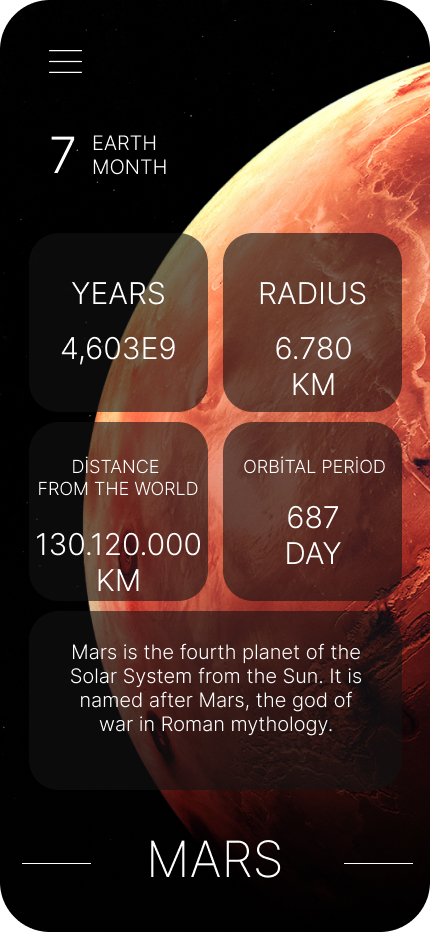 7 EARTH
MONTH
YEARS
4,603E9
RADIUS
6.780
KM
DİSTANCE
FROM THE WORLD
130.120.000
KM
ORBİTAL PERİOD
687
DAY
Mars is the fourth planet of the
Solar System from the Sun. It is
named after Mars, the god of
war in Roman mythology.
MARS